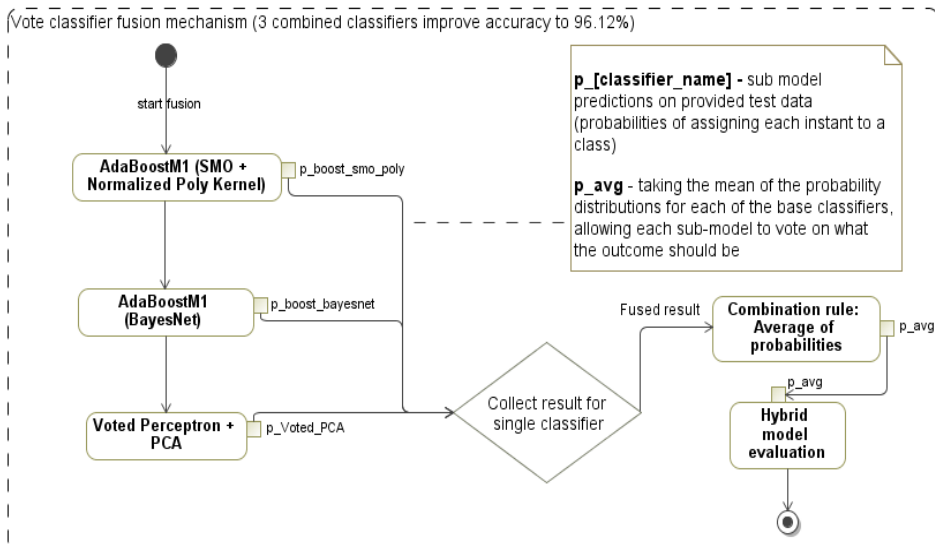 Vote classifier fusion mechanism (3 combined classifiers improve accuracy to 96.12%)
start fusion
AdaBoostM1 (SMO +
Normalized Poly Kernel)
p_boost_smo_poly
p_[classifier_name] - sub model
predictions on provided test data
(probabilities of assigning each instant to a
class)
p_avg - taking the mean of the probability
distributions for each of the base classifiers,
allowing each sub-model to vote on what
the outcome should be
AdaBoostM1
(BayesNet)
p_boost_bayesnet
Voted Perceptron +
PCA
p_Voted_PCA
Collect result for
single classifier
Fused result
Combination rule:
Average of
probabilities
p_avg
p_avg
Hybrid
model
evaluation